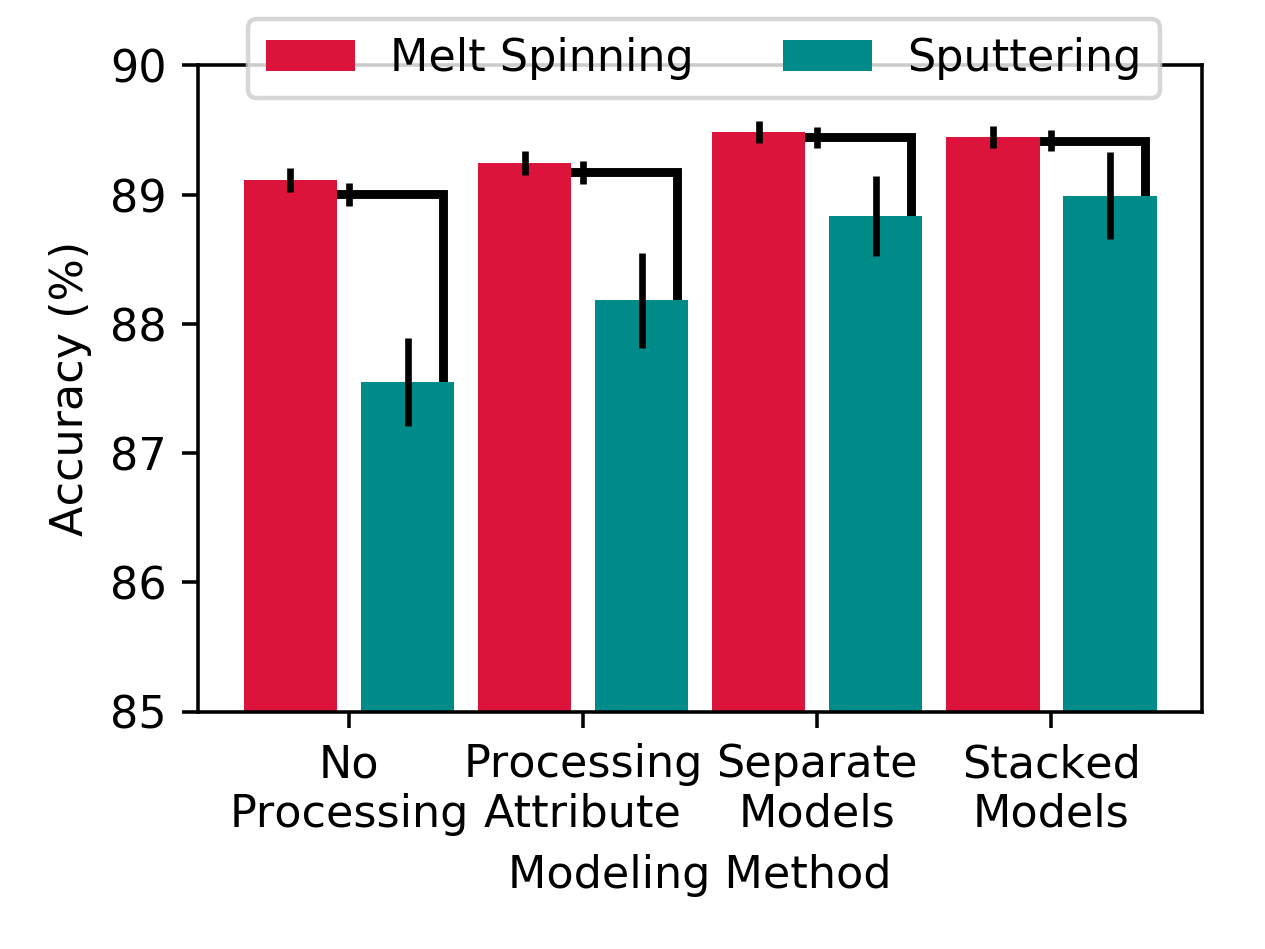 Melt Spinning Sputtering
90
89
88
87
86
85
Accuracy (%)
No Processing
Processing Attribute
Separate Models
Stacked Models
Modeling Method